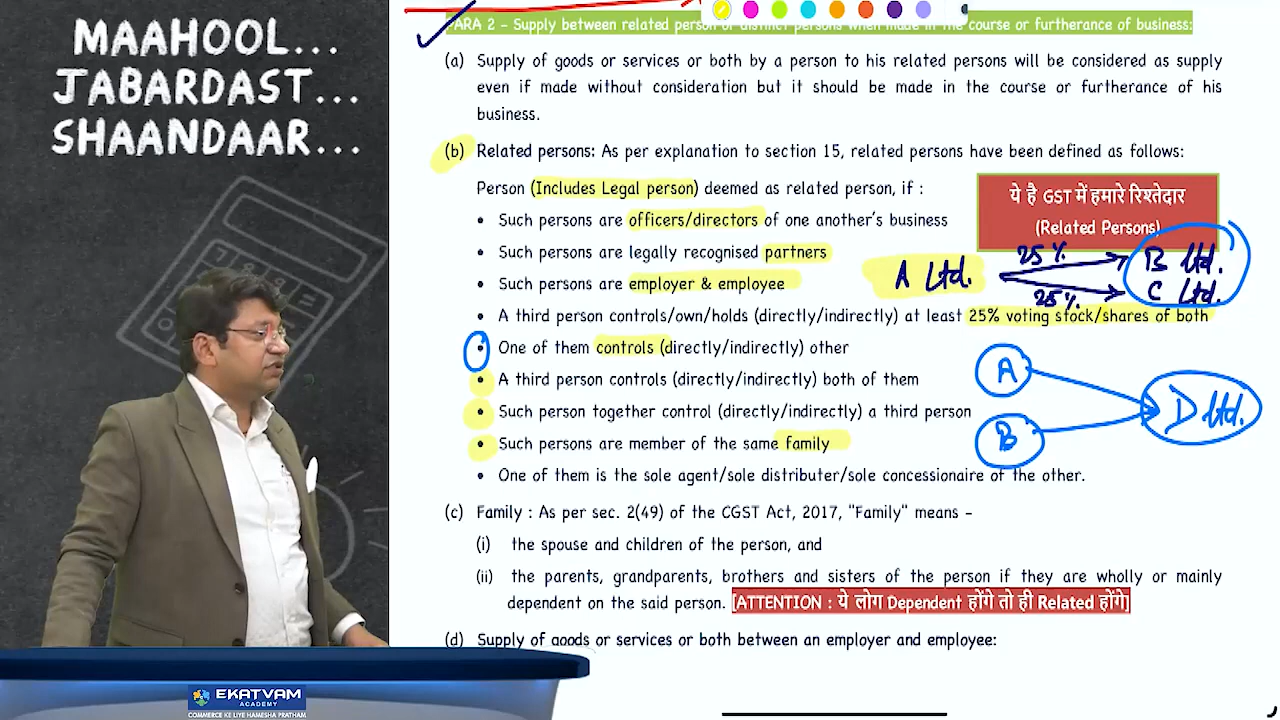 MAAHOOL...
JABARDAST...
SHAANDAAR...
ARA 2 – Supply between related person or distinct persons when made in the course or furtherance of business:
(a) Supply of goods or services or both by a person to his related persons will be considered as supply
even if made without consideration but it should be made in the course or furtherance of his
business.
(b) Related persons: As per explanation to section 15, related persons have been defined as follows:
Person (Includes Legal person) deemed as related person, if :
ये है GST में हमारे रिश्तेदार
(Related Persons)
• Such persons are officers/directors of one another's business
• Such persons are legally recognised partners
• Such persons are employer & employee
A Ltd.
25%
B Ltd.
25%
C Ltd.
• A third person controls/own/holds (directly/indirectly) at least 25% voting stock/shares of both
• One of them controls (directly/indirectly) other
• A third person controls (directly/indirectly) both of them
• Such person together control (directly/indirectly) a third person
• Such persons are member of the same family
A
B
D Ltd.
• One of them is the sole agent/sole distributer/sole concessionaire of the other.
(c) Family : As per sec. 2(49) of the CGST Act, 2017, "Family" means –
(i) the spouse and children of the person, and
(ii) the parents, grandparents, brothers and sisters of the person if they are wholly or mainly
dependent on the said person. [ATTENTION : ये लोग Dependent होंगे तो ही Related होंगे]
(d) Supply of goods or services or both between an employer and employee:
EKATVAM
ACADEMY
COMMERCE KE LIYE HAMESHA PRATHAM